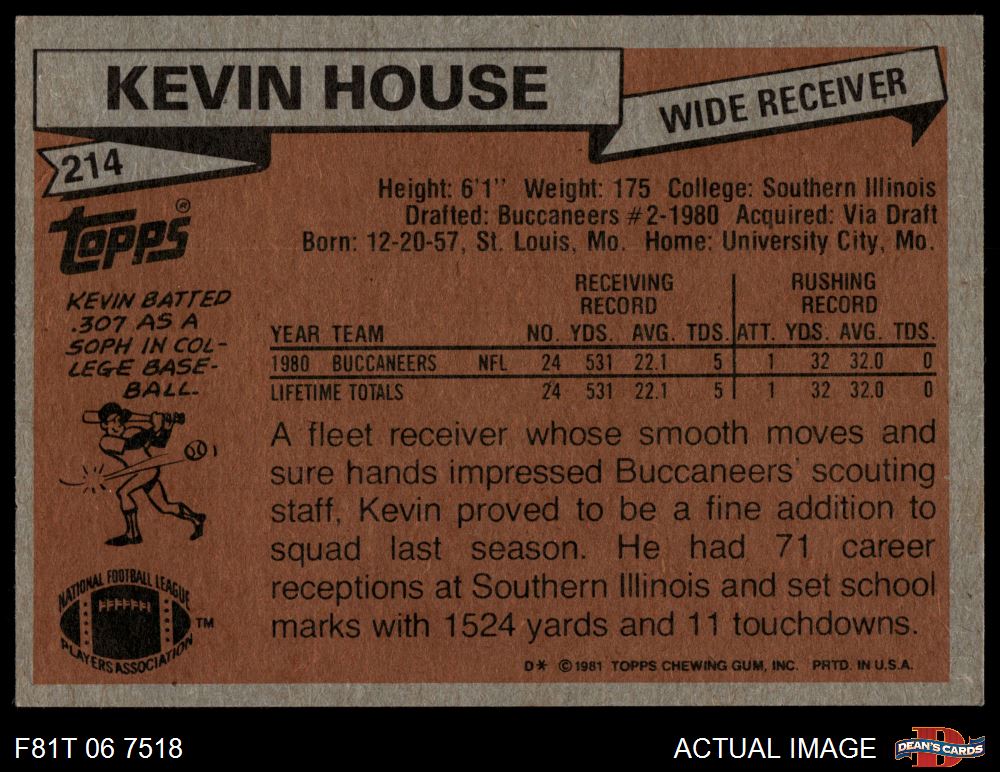 KEVIN HOUSE
WIDE RECEIVER
214
Topps®
Height: 6'1" Weight: 175 College: Southern Illinois
Drafted: Buccaneers #2-1980 Acquired: Via Draft
Born: 12-20-57, St. Louis, Mo. Home: University City, Mo.
KEVIN BATTED
.307 AS A
SOPH IN COL-
LEGE BASE-
BALL.
RECEIVING RUSHING
RECORD RECORD
YEAR TEAM NO. YDS. AVG. TDS. ATT. YDS. AVG. TDS.
1980 BUCCANEERS NFL 24 531 22.1 5 1 32 32.0 0
LIFETIME TOTALS 24 531 22.1 5 1 32 32.0 0
A fleet receiver whose smooth moves and
sure hands impressed Buccaneers' scouting
staff, Kevin proved to be a fine addition to
squad last season. He had 71 career
receptions at Southern Illinois and set school
marks with 1524 yards and 11 touchdowns.
NATIONAL FOOTBALL LEAGUE
PLAYERS ASSOCIATION
TM
D* ©1981 TOPPS CHEWING GUM, INC. PRTD. IN U.S.A.
F81T 06 7518
ACTUAL IMAGE
D
DEAN'S CARDS